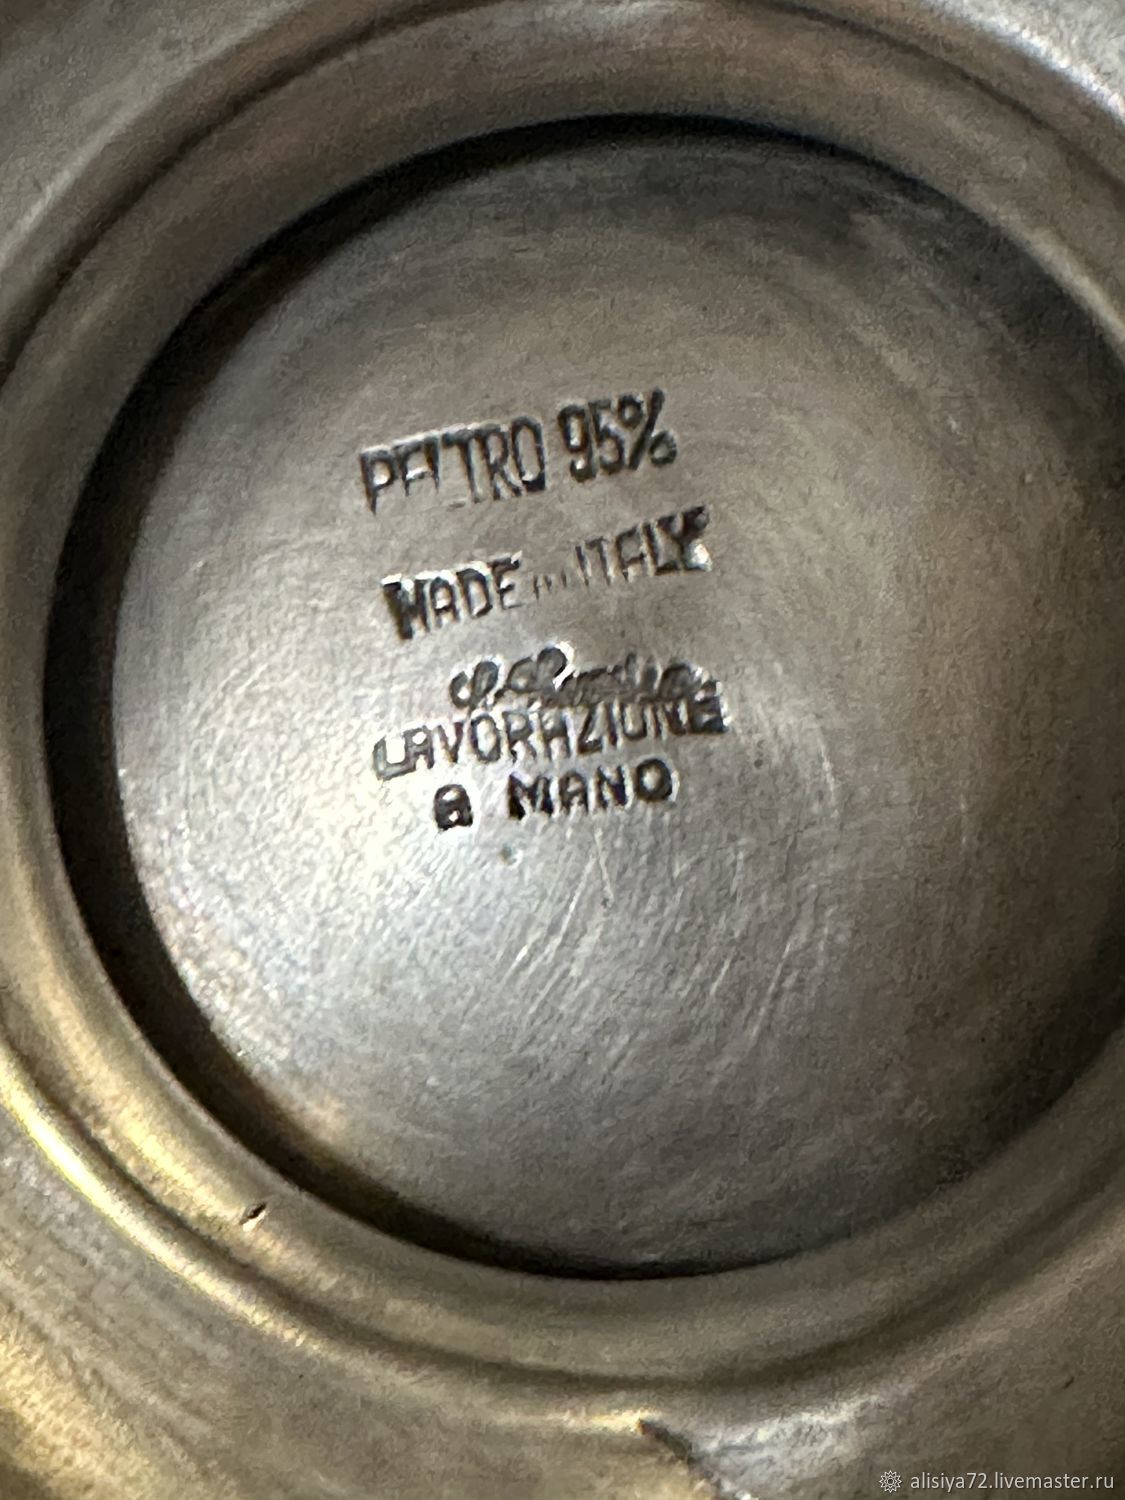 PELTRO 95%
MADE in ITALY
LAVORAZIONE
a MANO
alisiya72.livemaster.ru